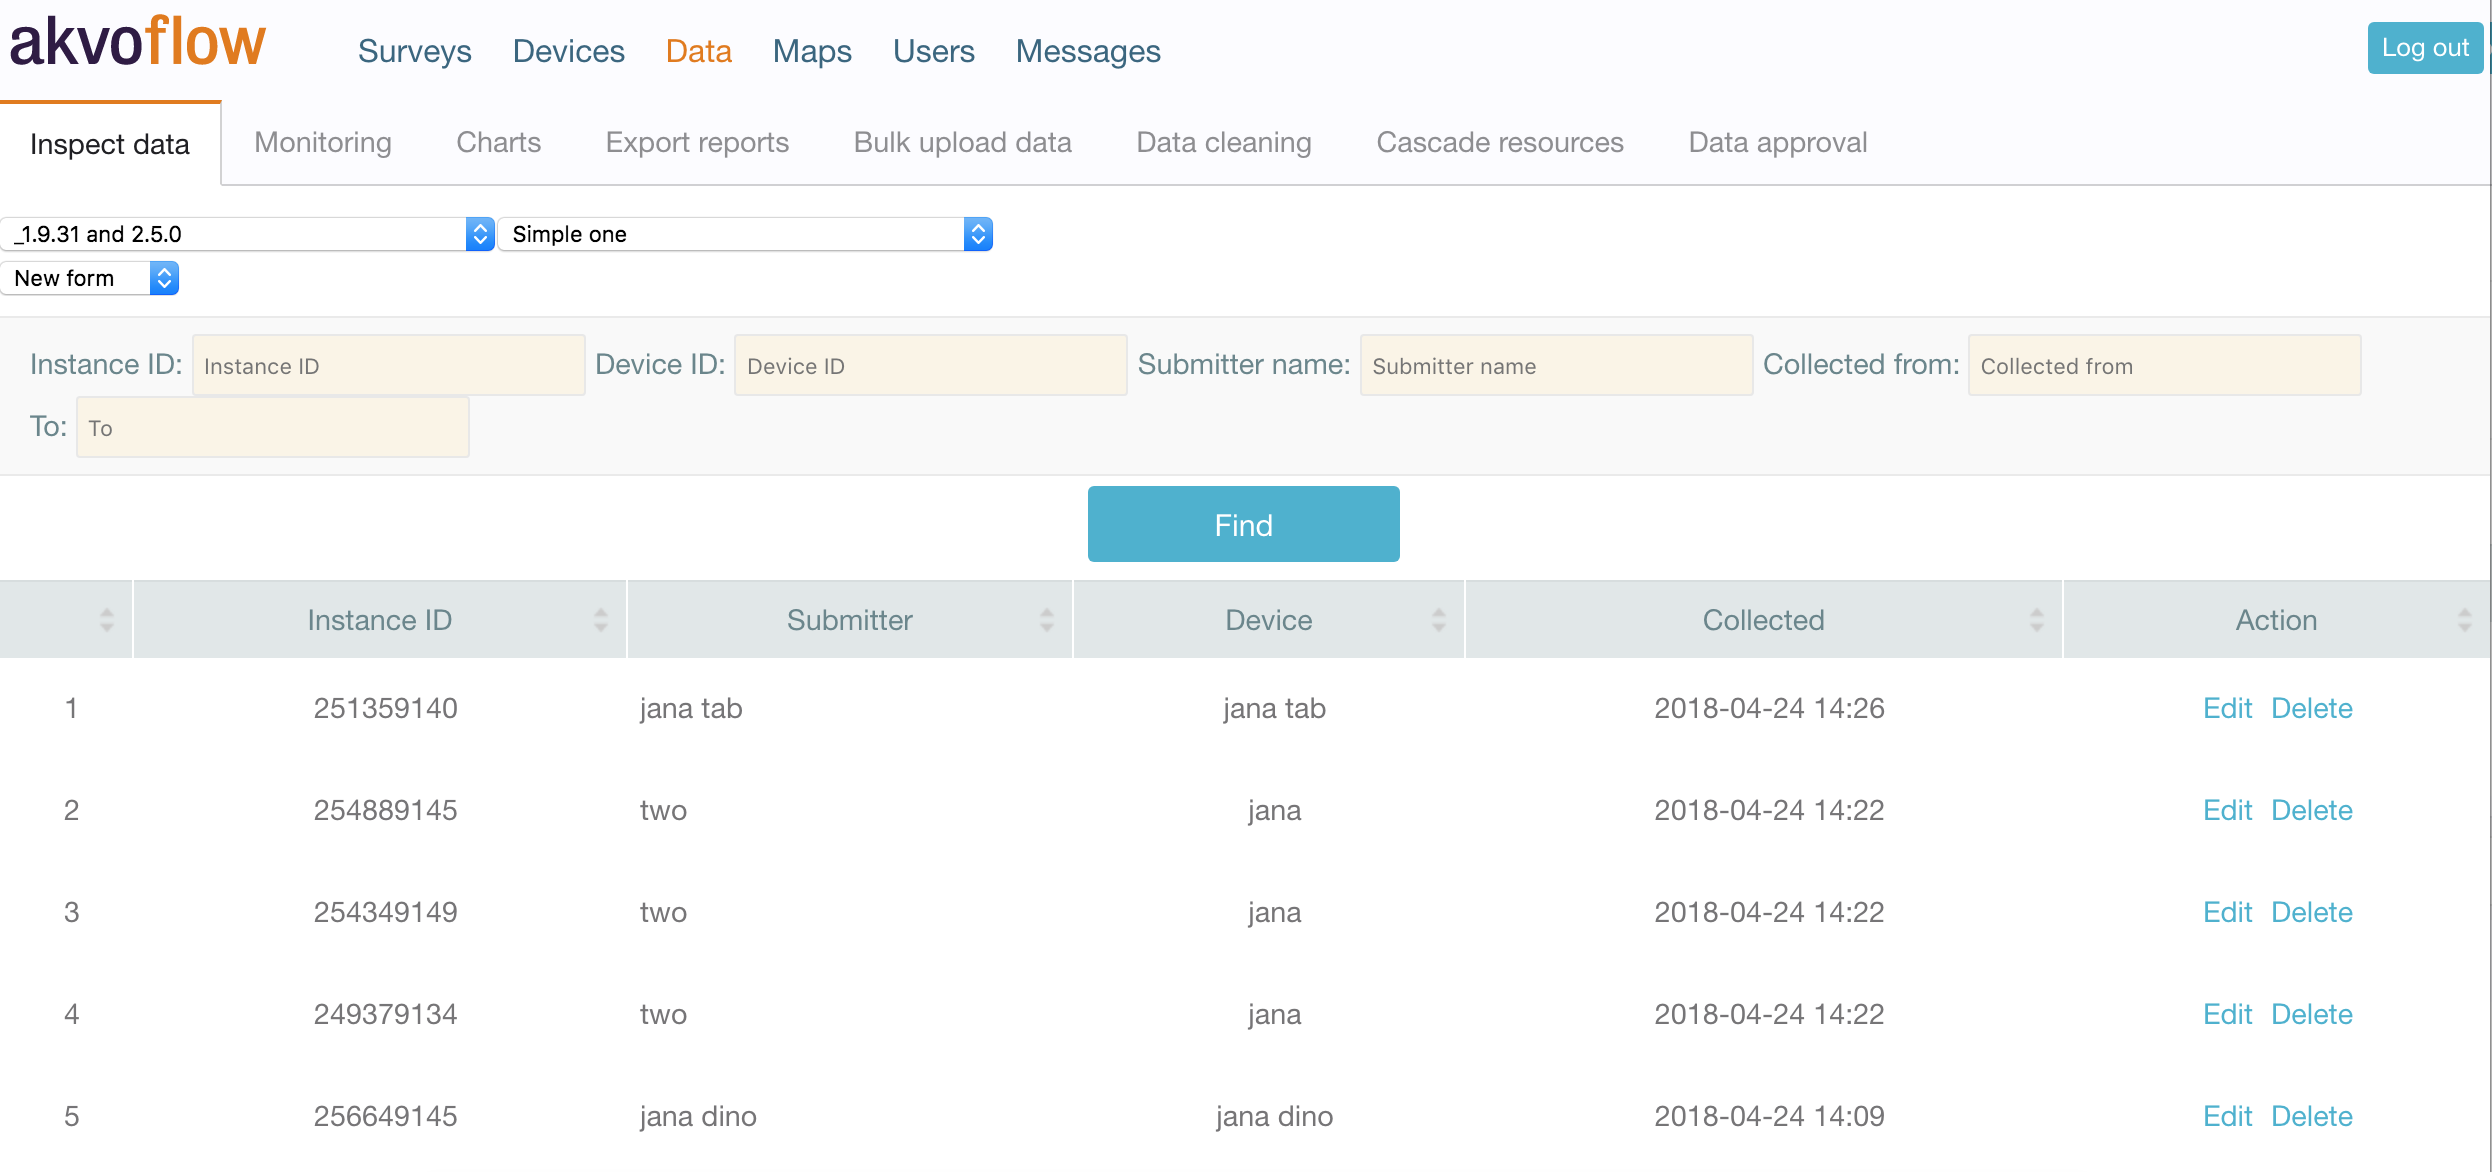 akvoflow Surveys Devices Data Maps Users Messages Log out
Inspect data Monitoring Charts Export reports Bulk upload data Data cleaning Cascade resources Data approval
_1.9.31 and 2.5.0 Simple one
New form
Instance ID: Instance ID Device ID: Device ID Submitter name: Submitter name Collected from: Collected from
To: To
Find
Instance ID Submitter Device Collected Action
1 251359140 jana tab jana tab 2018-04-24 14:26 Edit Delete
2 254889145 two jana 2018-04-24 14:22 Edit Delete
3 254349149 two jana 2018-04-24 14:22 Edit Delete
4 249379134 two jana 2018-04-24 14:22 Edit Delete
5 256649145 jana dino jana dino 2018-04-24 14:09 Edit Delete